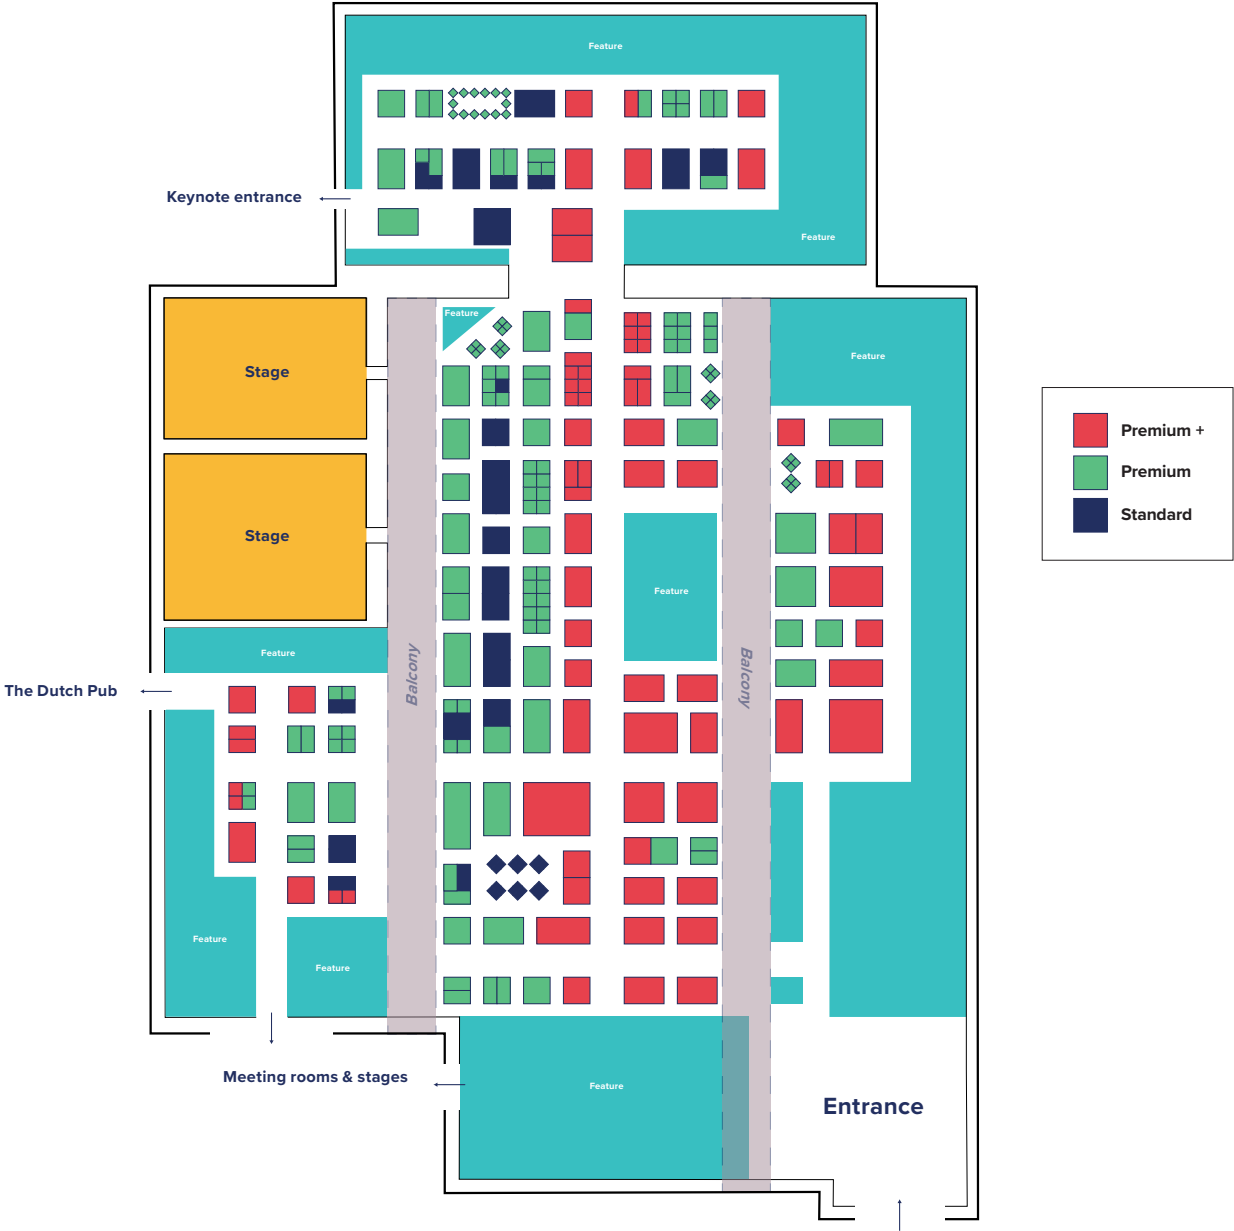 Feature
Keynote entrance
Feature
Feature
Stage
Feature
Premium +
Premium
Standard
Stage
Feature
Feature
Balcony
Balcony
The Dutch Pub
Feature
Feature
Meeting rooms & stages
Feature
Entrance